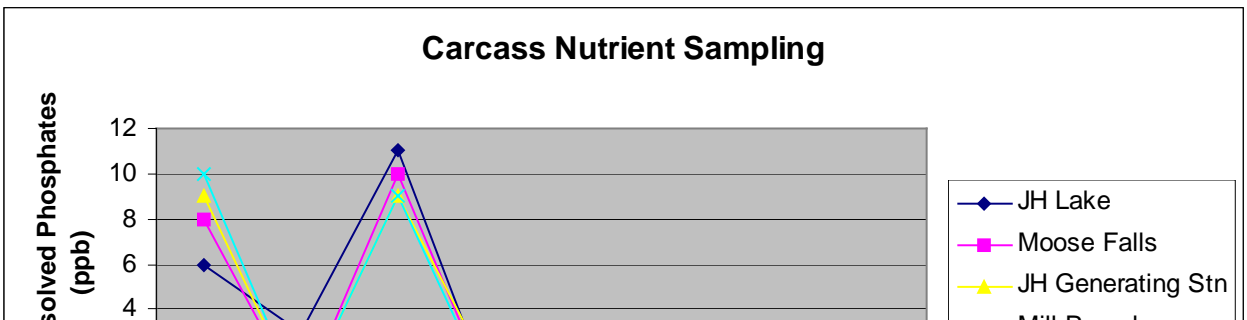 Carcass Nutrient Sampling
solved Phosphates
(ppb)
12
10
8
6
4
JH Lake
Moose Falls
JH Generating Stn